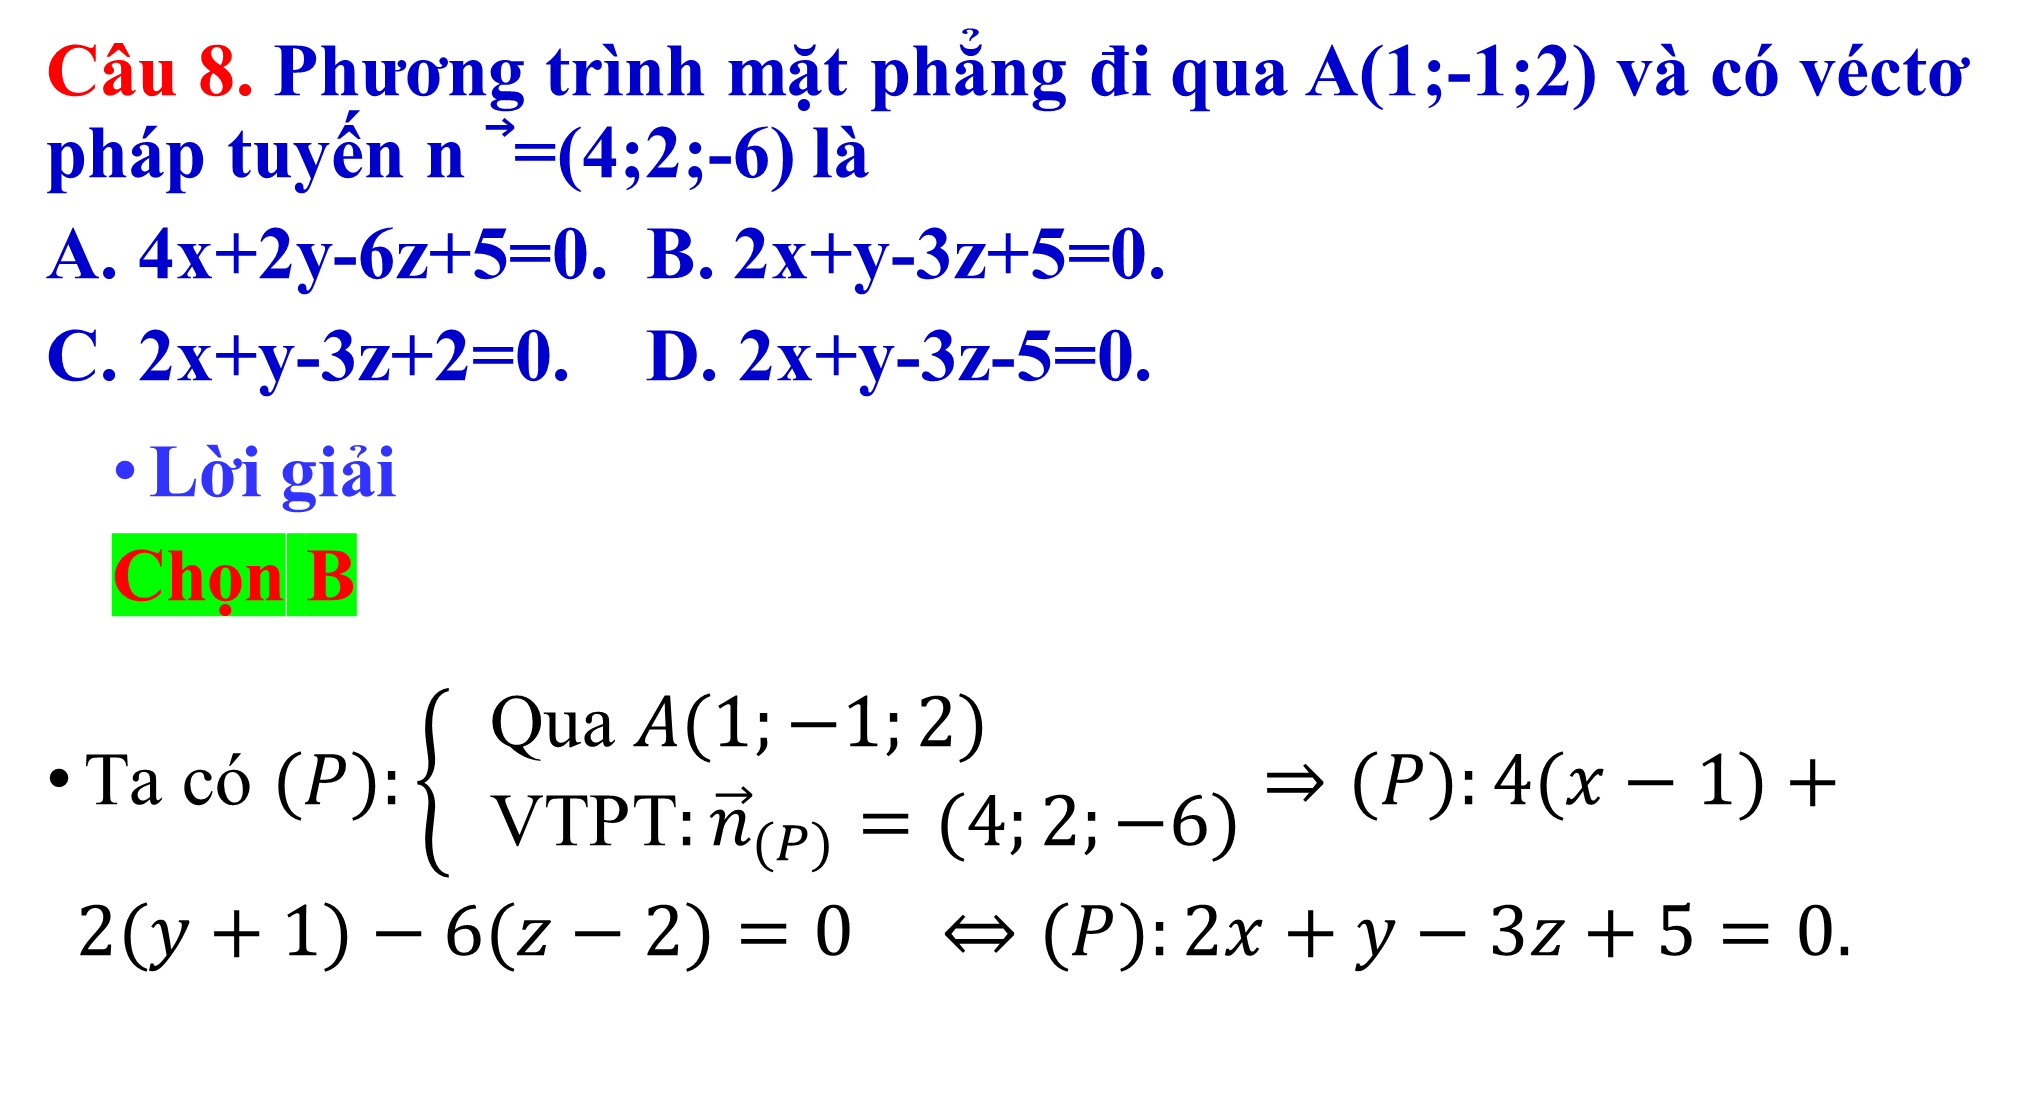 Câu 8. Phương trình mặt phẳng đi qua A(1;-1;2) và có véctơ
pháp tuyến n ⃗=(4;2;-6) là
A. 4x+2y-6z+5=0. B. 2x+y-3z+5=0.
C. 2x+y-3z+2=0. D. 2x+y-3z-5=0.
• Lời giải
Chọn B
• Ta có (P): { Qua A(1; −1; 2)
VTPT: n⃗_(P) = (4; 2; −6) ⇒ (P): 4(x − 1) +
2(y + 1) − 6(z − 2) = 0 ⇔ (P): 2x + y − 3z + 5 = 0.